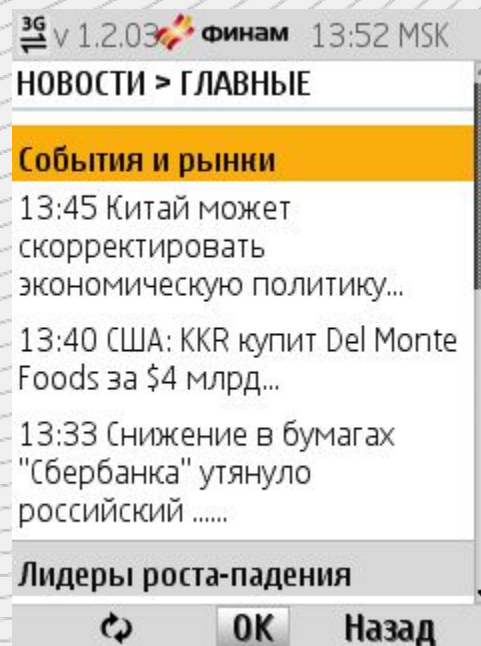 3G v 1.2.03 финам 13:52 MSK
НОВОСТИ > ГЛАВНЫЕ
События и рынки
13:45 Китай может
скорректировать
экономическую политику...
13:40 США: KKR купит Del Monte
Foods за $4 млрд...
13:33 Снижение в бумагах
"Сбербанка" утянуло
российский ......
Лидеры роста-падения
OK Назад